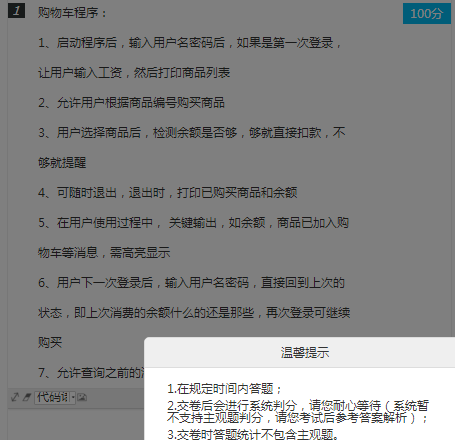 1 购物车程序： 100分
1、启动程序后，输入用户名密码后，如果是第一次登录，
让用户输入工资，然后打印商品列表
2、允许用户根据商品编号购买商品
3、用户选择商品后，检测余额是否够，够就直接扣款，不
够就提醒
4、可随时退出，退出时，打印已购买商品和余额
5、在用户使用过程中， 关键输出，如余额，商品已加入购
物车等消息，需高亮显示
6、用户下一次登录后，输入用户名密码，直接回到上次的
状态，即上次消费的余额什么的还是那些，再次登录可继续
购买
7、允许查询之前的
代码
温馨提示
1.在规定时间内答题；
2.交卷后会进行系统判分，请您耐心等待（系统暂
不支持主观题判分，请您考试后参考答案解析）；
3.交卷时答题统计不包含主观题。